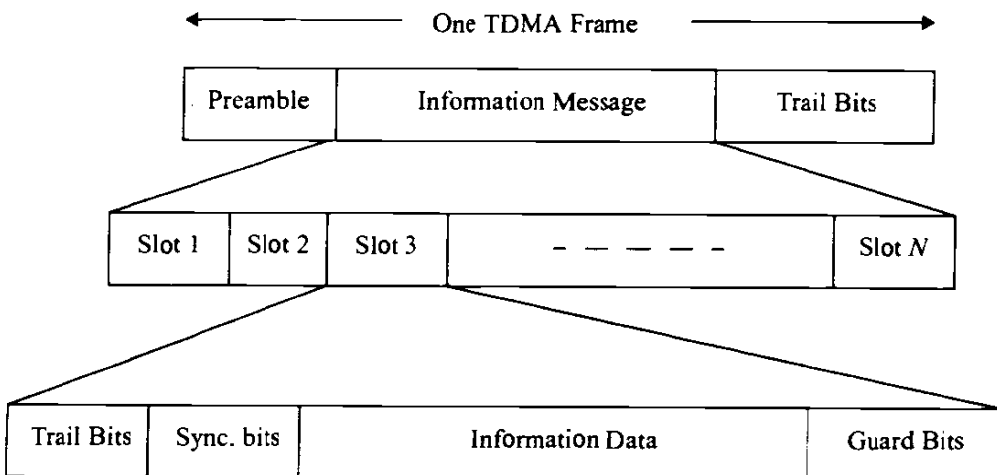 One TDMA Frame
Preamble Information Message Trail Bits
Slot 1 Slot 2 Slot 3 Slot N
Trail Bits Sync. bits Information Data Guard Bits